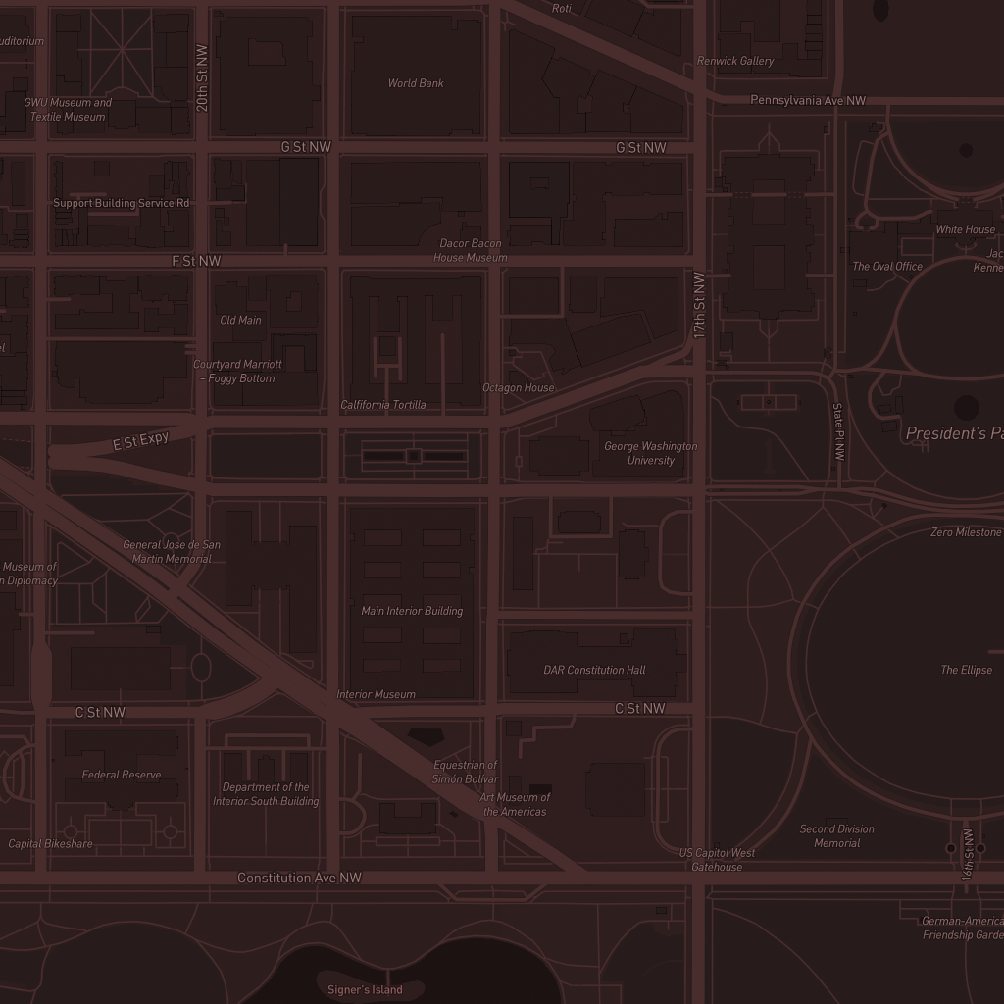 Roti
uditorium
20th St NW
Renwick Gallery
World Bank
Pennsylvania Ave NW
GWU Museum and
Textile Museum
G St NW
G St NW
Support Building Service Rd
White House
Dacor Bacon
House Museum
Jac
Kenne
F St NW
The Oval Office
17th St NW
Old Main
el
Courtyard Marriott
– Foggy Bottom
Octagon House
Calfifornia Tortilla
State Pl NW
President's Pa
E St Expy
George Washington
University
Zero Milestone
General Jose de San
Martin Memorial
Museum of
n Diplomacy
Main Interior Building
DAR Constitution Hall
The Ellipse
Interior Museum
C St NW
C St NW
Equestrian of
Simón Bolívar
Federal Reserve
Department of the
Interior South Building
Art Museum of
the Americas
Second Division
Memorial
Capital Bikeshare
US Capitol West
Gatehouse
16th St NW
Constitution Ave NW
German-America
Friendship Garde
Signer's Island